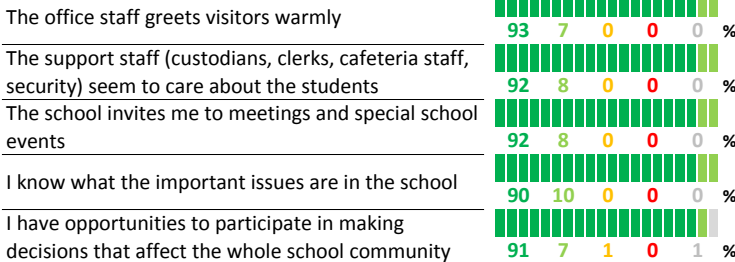 The office staff greets visitors warmly
93 7 0 0 0 %
The support staff (custodians, clerks, cafeteria staff,
security) seem to care about the students
92 8 0 0 0 %
The school invites me to meetings and special school
events
92 8 0 0 0 %
I know what the important issues are in the school
90 10 0 0 0 %
I have opportunities to participate in making
decisions that affect the whole school community
91 7 1 0 1 %